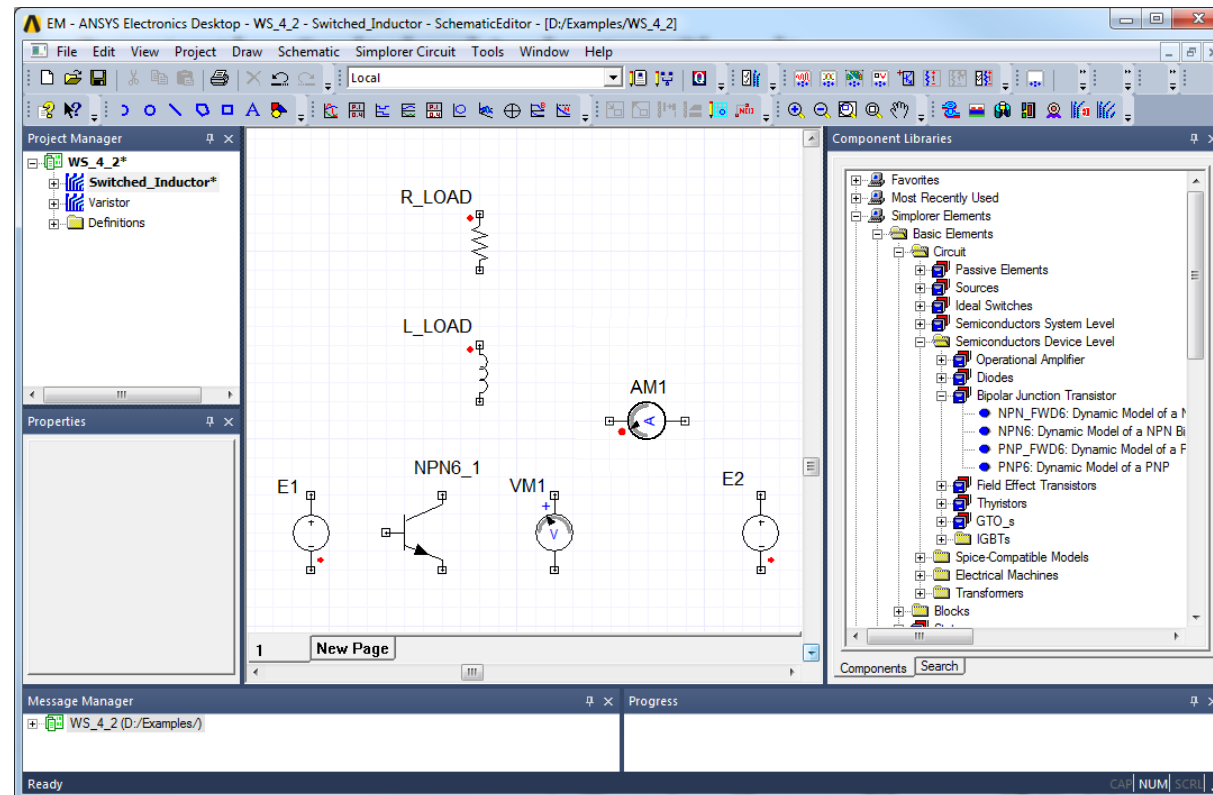 EM - ANSYS Electronics Desktop - WS_4_2 - Switched_Inductor - SchematicEditor - [D:/Examples/WS_4_2]
File Edit View Project Draw Schematic Simplorer Circuit Tools Window Help
Local
Project Manager
WS_4_2*
Switched_Inductor*
Varistor
Definitions
Properties
R_LOAD
L_LOAD
AM1
A
E1
NPN6_1
VM1
V
E2
1 New Page
Component Libraries
Favorites
Most Recently Used
Simplorer Elements
Basic Elements
Circuit
Passive Elements
Sources
Ideal Switches
Semiconductors System Level
Semiconductors Device Level
Operational Amplifier
Diodes
Bipolar Junction Transistor
NPN_FWD6: Dynamic Model of a N
NPN6: Dynamic Model of a NPN Bi
PNP_FWD6: Dynamic Model of a P
PNP6: Dynamic Model of a PNP
Field Effect Transistors
Thyristors
GTO_s
IGBTs
Spice-Compatible Models
Electrical Machines
Transformers
Blocks
Components Search
Message Manager
WS_4_2 (D:/Examples/)
Progress
Ready
CAP NUM SCRL